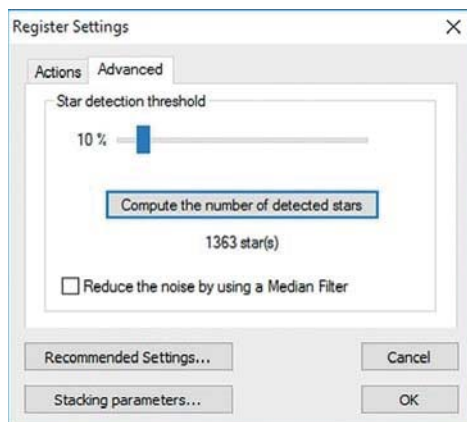 Register Settings
Actions Advanced
Star detection threshold
10 %
Compute the number of detected stars
1363 star(s)
Reduce the noise by using a Median Filter
Recommended Settings... Cancel
Stacking parameters... OK